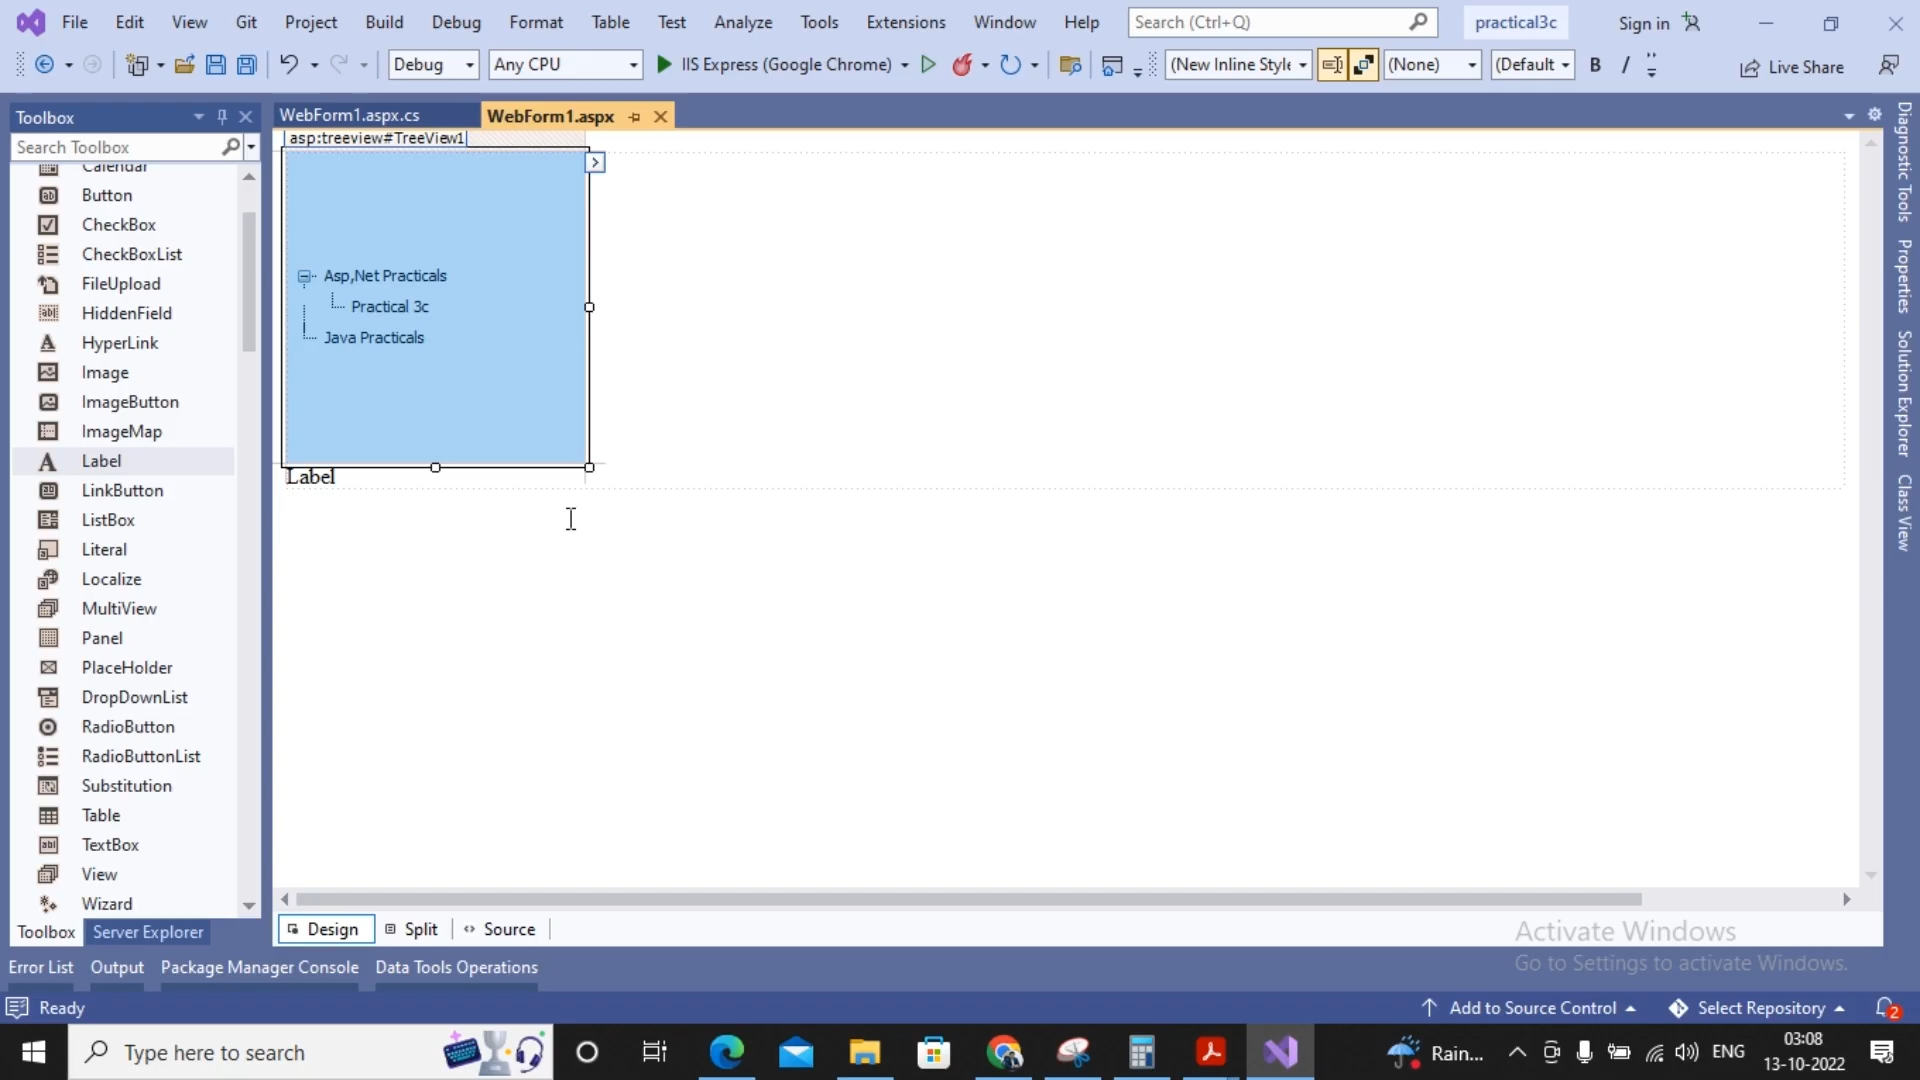 File Edit View Git Project Build Debug Format Table Test Analyze Tools Extensions Window Help Search (Ctrl+Q) practical3c Sign in
Debug Any CPU IIS Express (Google Chrome) (New Inline Style (None) (Default B I Live Share
Toolbox
WebForm1.aspx.cs WebForm1.aspx
asp:treeview#TreeView1
Search Toolbox
Calendar
Button
CheckBox
CheckBoxList
FileUpload
HiddenField
HyperLink
Image
ImageButton
ImageMap
Label
LinkButton
ListBox
Literal
Localize
MultiView
Panel
PlaceHolder
DropDownList
RadioButton
RadioButtonList
Substitution
Table
TextBox
View
Wizard
Asp,Net Practicals
Practical 3c
Java Practicals
Label
Diagnostic Tools
Properties
Solution Explorer
Class View
Toolbox Server Explorer
Design Split Source
Activate Windows
Go to Settings to activate Windows.
Error List Output Package Manager Console Data Tools Operations
Ready Add to Source Control Select Repository 2
Type here to search Rain... ENG
03:08
13-10-2022